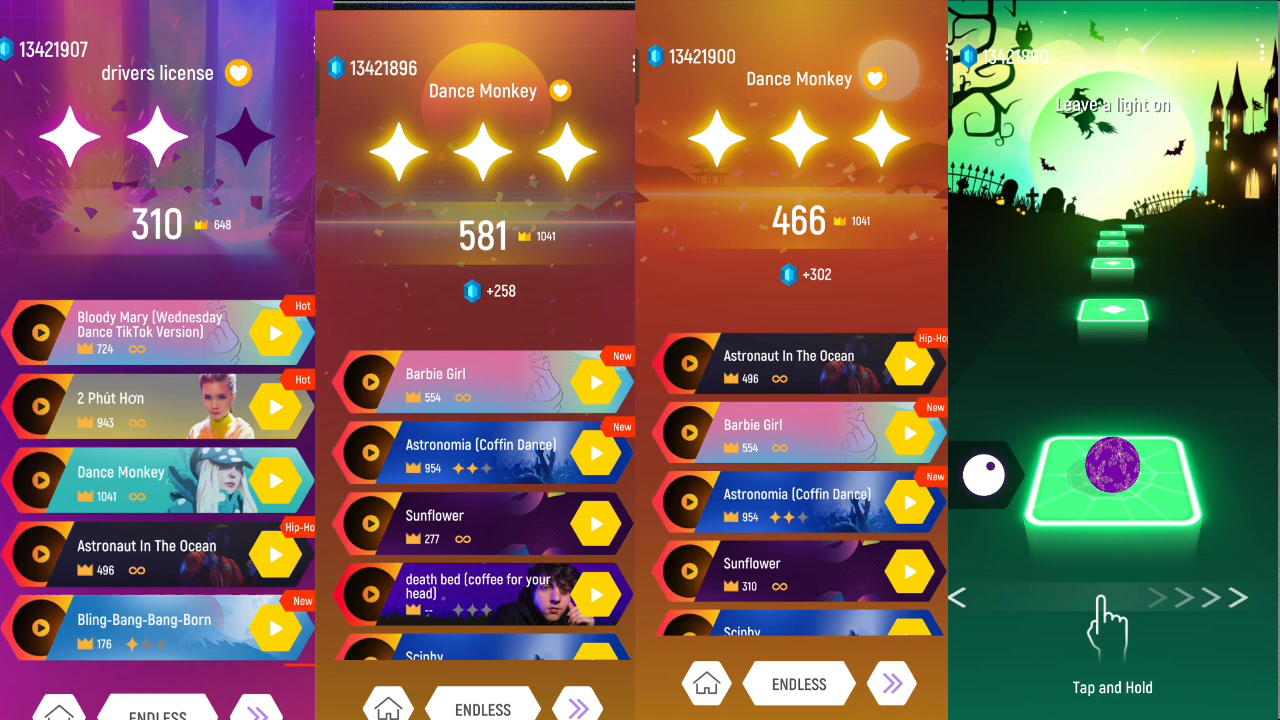 13421907
drivers license
310 648
Hot
Bloody Mary (Wednesday
Dance TikTok Version)
724 ∞
Hot
2 Phút Hơn
943 ∞
Dance Monkey
1041 ∞
Hip-Ho
Astronaut In The Ocean
496 ∞
New
Bling-Bang-Bang-Born
176
ENDLESS
13421896
Dance Monkey
581 1041
+258
New
Barbie Girl
554 ∞
New
Astronomia (Coffin Dance)
954
Sunflower
277 ∞
death bed (coffee for your
head)
--
ENDLESS
13421900
Dance Monkey
466 1041
+302
Hip-Ho
Astronaut In The Ocean
496 ∞
New
Barbie Girl
554 ∞
New
Astronomia (Coffin Dance)
954
Sunflower
310 ∞
ENDLESS
13421890
Leave a light on
Tap and Hold